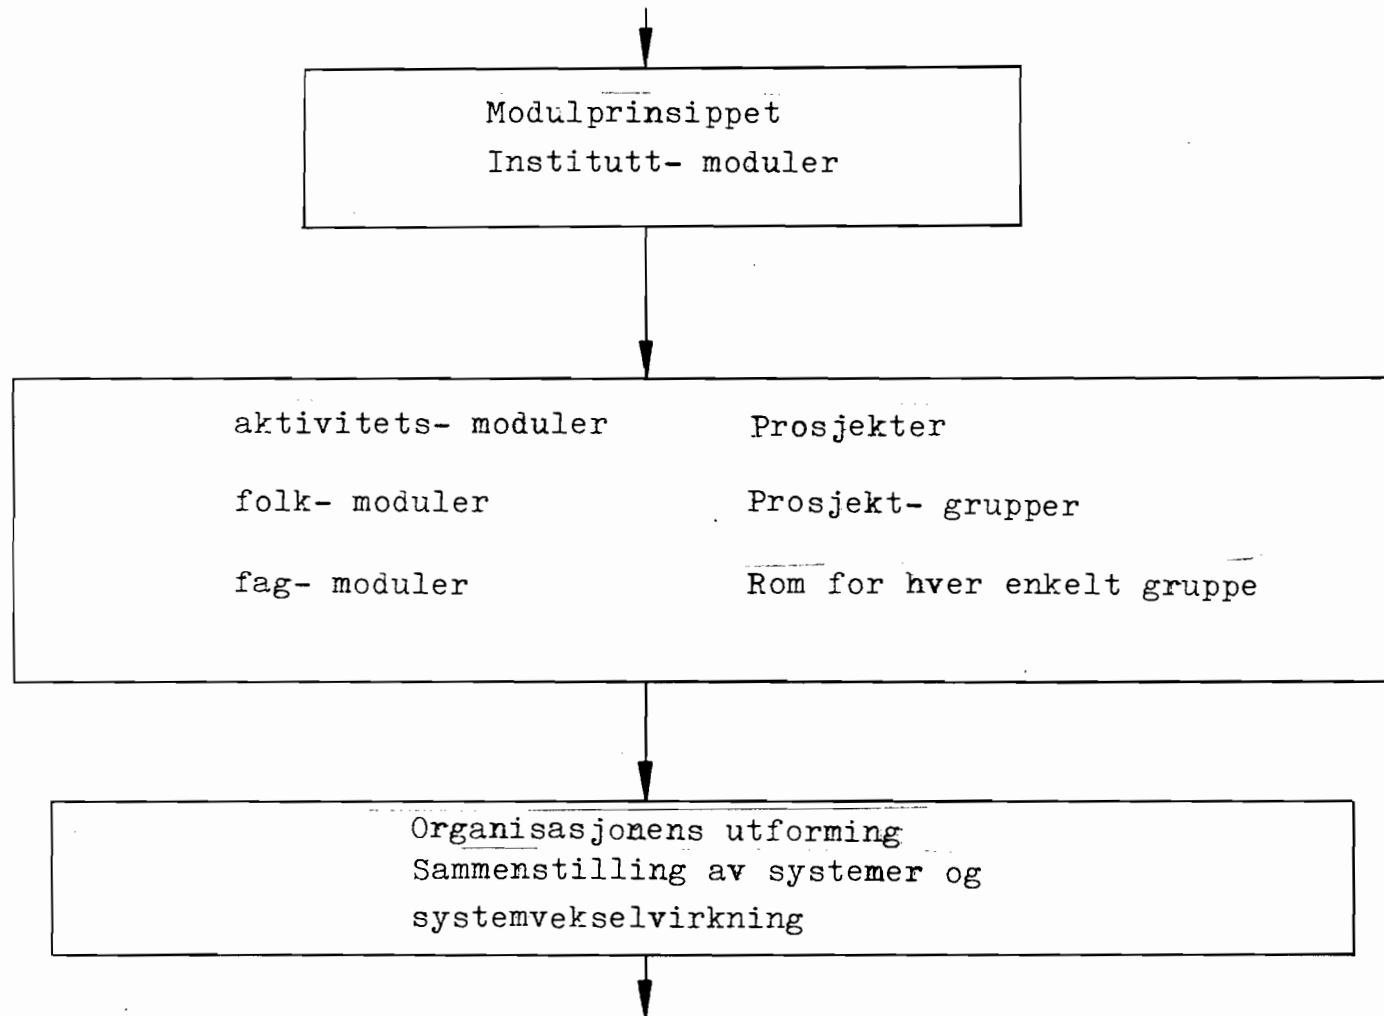 Modulprinsippet
Institutt- moduler
aktivitets- moduler Prosjekter
folk- moduler Prosjekt- grupper
fag- moduler Rom for hver enkelt gruppe
Organisasjonens utforming
Sammenstilling av systemer og
systemvekselvirkning